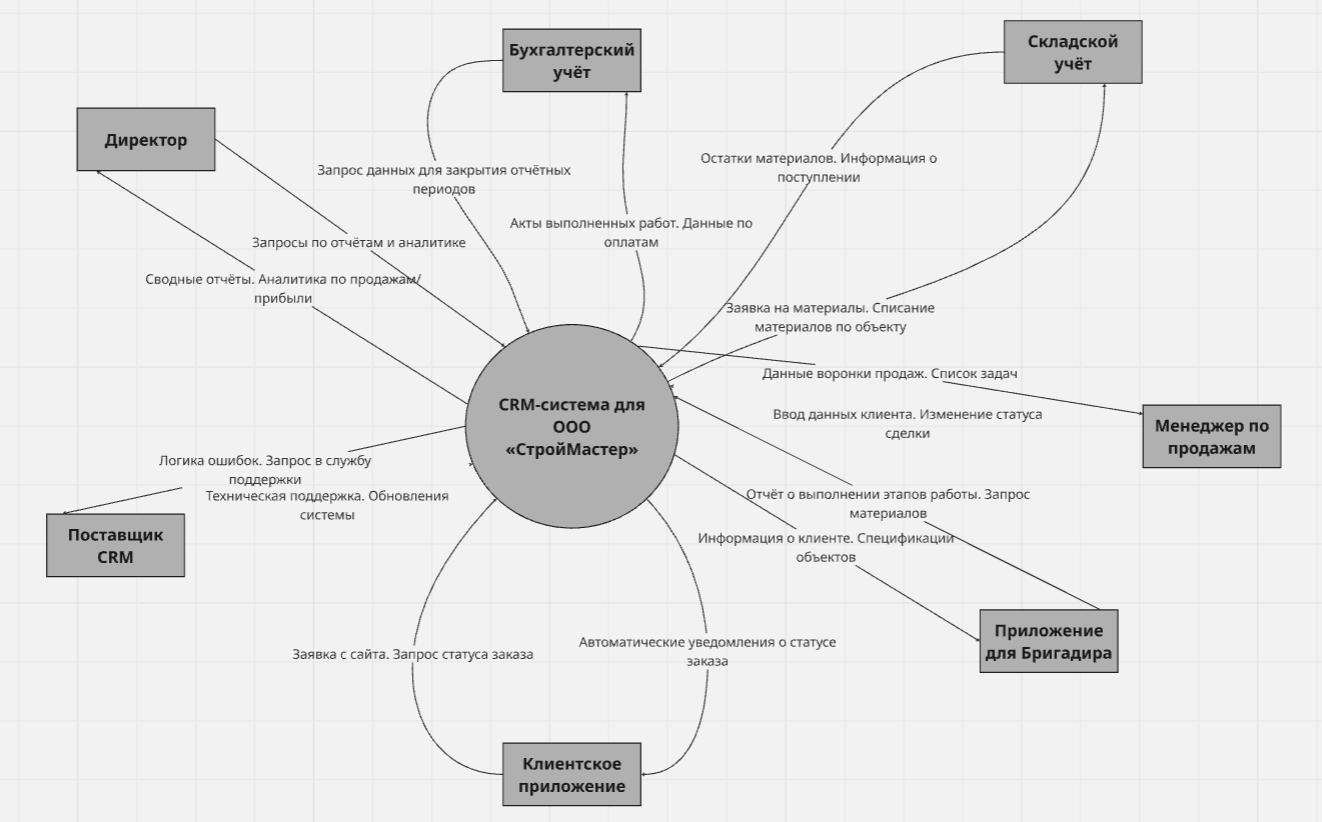 Бухгалтерский
учёт
Складской
учёт
Директор
Остатки материалов. Информация о
поступлении
Запрос данных для закрытия отчётных
периодов
Акты выполненных работ. Данные по
оплатам
Запросы по отчётам и аналитике
Сводные отчёты. Аналитика по продажам/
прибыли
Заявка на материалы. Списание
материалов по объекту
Данные воронки продаж. Список задач
CRM-система для
ООО
«СтройМастер»
Ввод данных клиента. Изменение статуса
сделки
Менеджер по
продажам
Логика ошибок. Запрос в службу
поддержки
Техническая поддержка. Обновления
системы
Отчёт о выполнении этапов работы. Запрос
материалов
Поставщик
CRM
Информация о клиенте. Спецификации
объектов
Приложение
для Бригадира
Заявка с сайта. Запрос статуса заказа
Автоматические уведомления о статусе
заказа
Клиентское
приложение